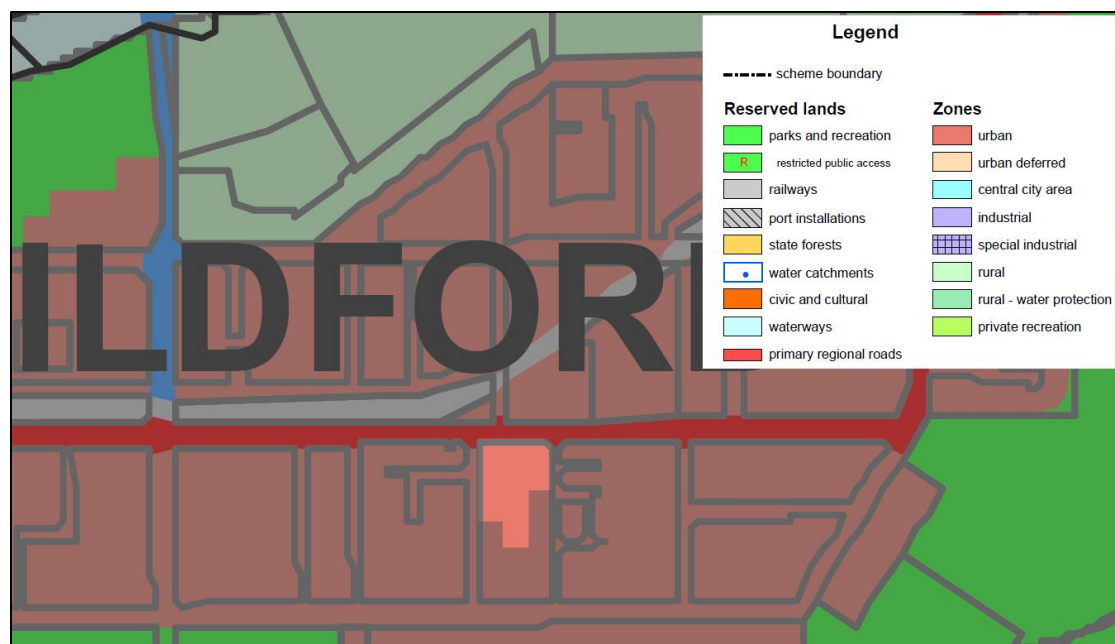 Legend
scheme boundary
Reserved lands
parks and recreation
R restricted public access
railways
port installations
state forests
water catchments
civic and cultural
waterways
primary regional roads
Zones
urban
urban deferred
central city area
industrial
special industrial
rural
rural - water protection
private recreation
ILDFOR